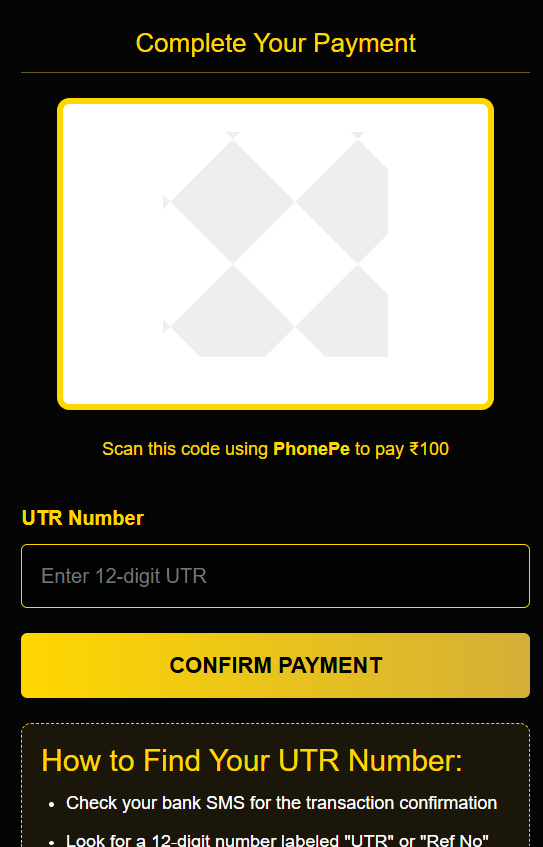 Complete Your Payment
Scan this code using PhonePe to pay ₹100
UTR Number
Enter 12-digit UTR
CONFIRM PAYMENT
How to Find Your UTR Number:
Check your bank SMS for the transaction confirmation
Look for a 12-digit number labeled "UTR" or "Ref No"